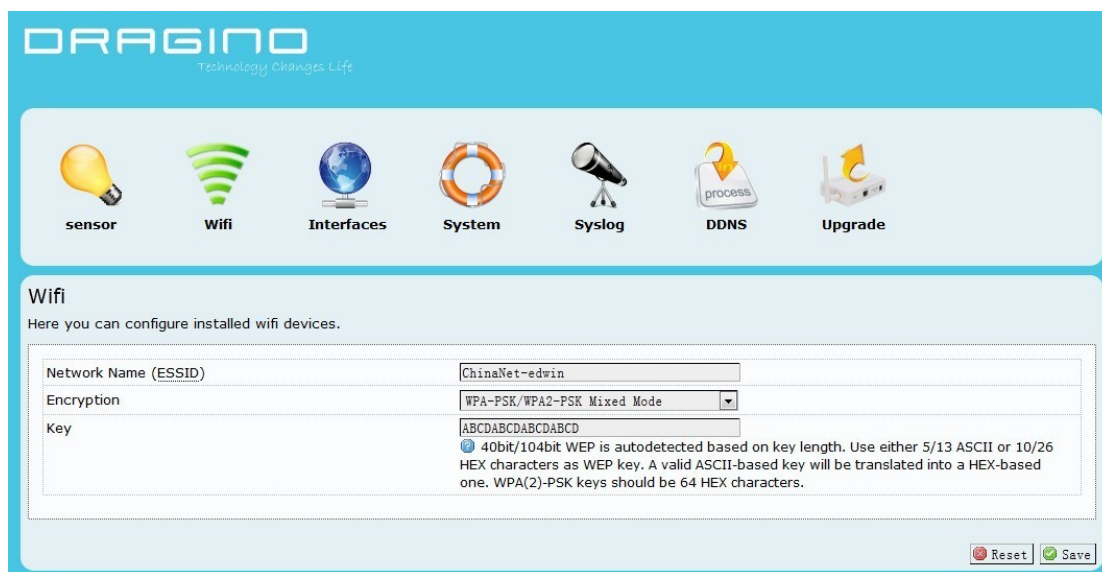 DRAGINO
Technology Changes Life
process
sensor Wifi Interfaces System Syslog DDNS Upgrade
Wifi
Here you can configure installed wifi devices.
Network Name (ESSID) ChinaNet-edwin
Encryption WPA-PSK/WPA2-PSK Mixed Mode
Key ABCDABCDABCDABCD
40bit/104bit WEP is autodetected based on key length. Use either 5/13 ASCII or 10/26
HEX characters as WEP key. A valid ASCII-based key will be translated into a HEX-based
one. WPA(2)-PSK keys should be 64 HEX characters.
Reset Save